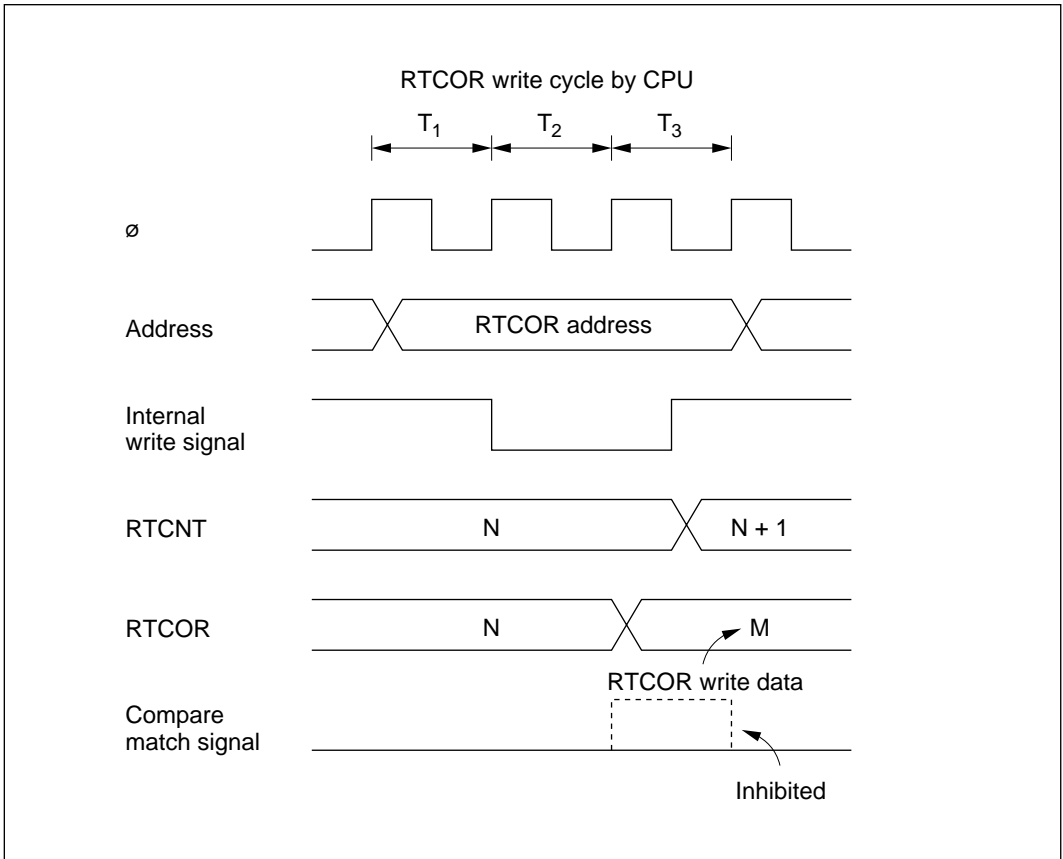 RTCOR write cycle by CPU
T1 T2 T3
ø
Address
RTCOR address
Internal
write signal
RTCNT
N
N + 1
RTCOR
N
M
RTCOR write data
Compare
match signal
Inhibited